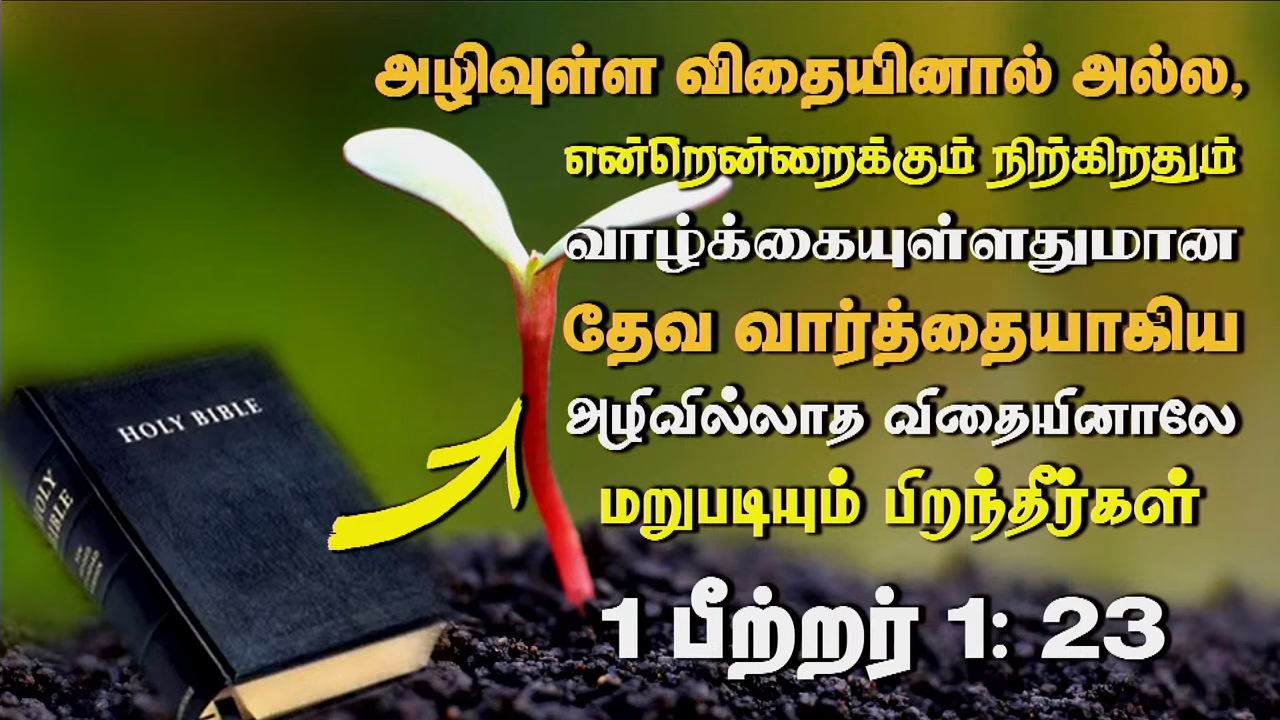 அழிவுள்ள விதையினால் அல்ல,
என்றென்றைக்கும் நிற்கிறதும்
வாழ்க்கையுள்ளதுமான
தேவ வார்த்தையாகிய
அழிவில்லாத விதையினாலே
மறுபடியும் பிறந்தீர்கள்
1 பீற்றர் 1: 23
HOLY BIBLE
HOLY
BIBLE